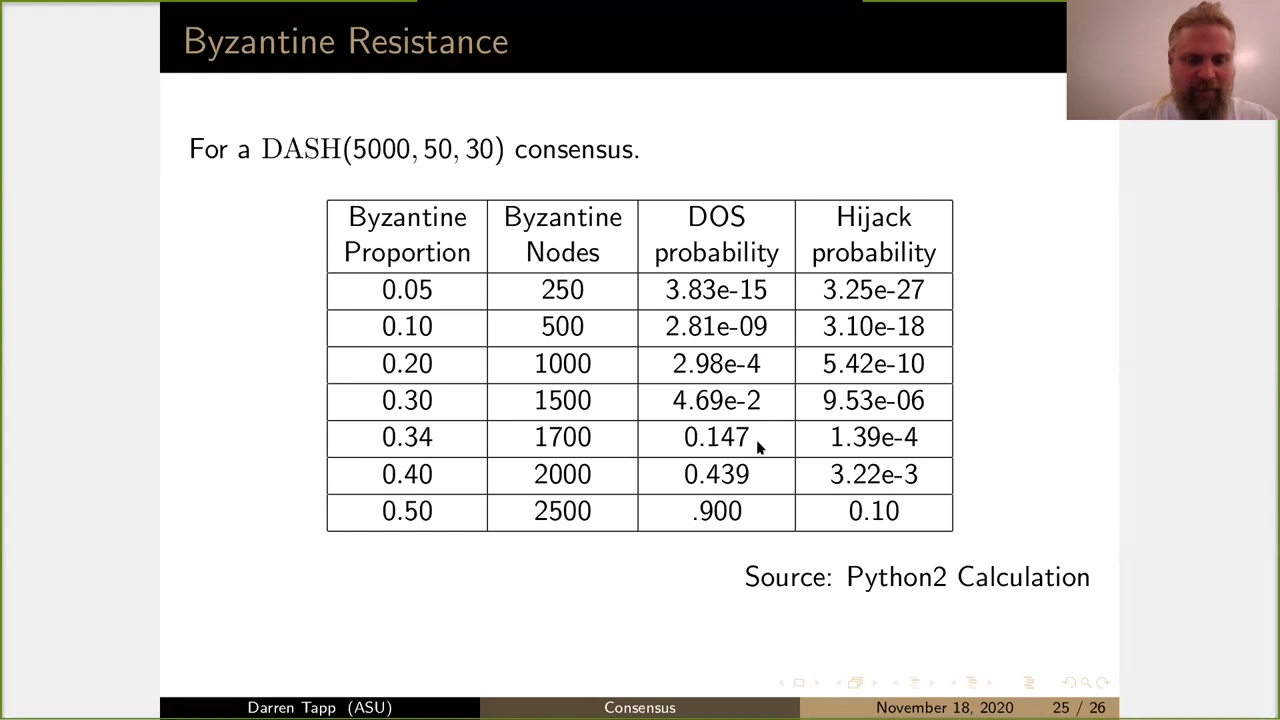 Byzantine Resistance
For a DASH(5000, 50, 30) consensus.
Byzantine Proportion Byzantine Nodes DOS probability Hijack probability
0.05 250 3.83e-15 3.25e-27
0.10 500 2.81e-09 3.10e-18
0.20 1000 2.98e-4 5.42e-10
0.30 1500 4.69e-2 9.53e-06
0.34 1700 0.147 1.39e-4
0.40 2000 0.439 3.22e-3
0.50 2500 .900 0.10
Source: Python2 Calculation
Darren Tapp (ASU) Consensus November 18, 2020 25 / 26